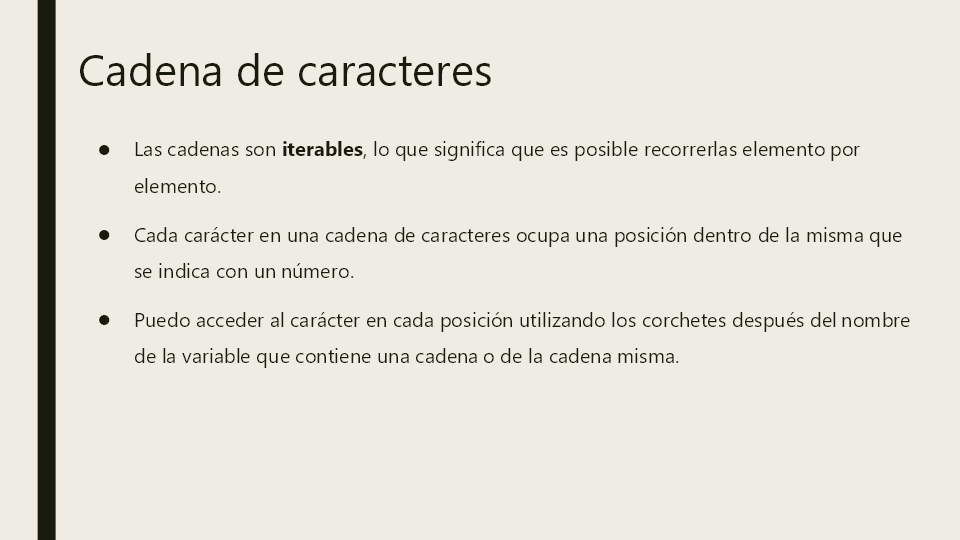 Cadena de caracteres
● Las cadenas son iterables, lo que significa que es posible recorrerlas elemento por
elemento.
● Cada carácter en una cadena de caracteres ocupa una posición dentro de la misma que
se indica con un número.
● Puedo acceder al carácter en cada posición utilizando los corchetes después del nombre
de la variable que contiene una cadena o de la cadena misma.